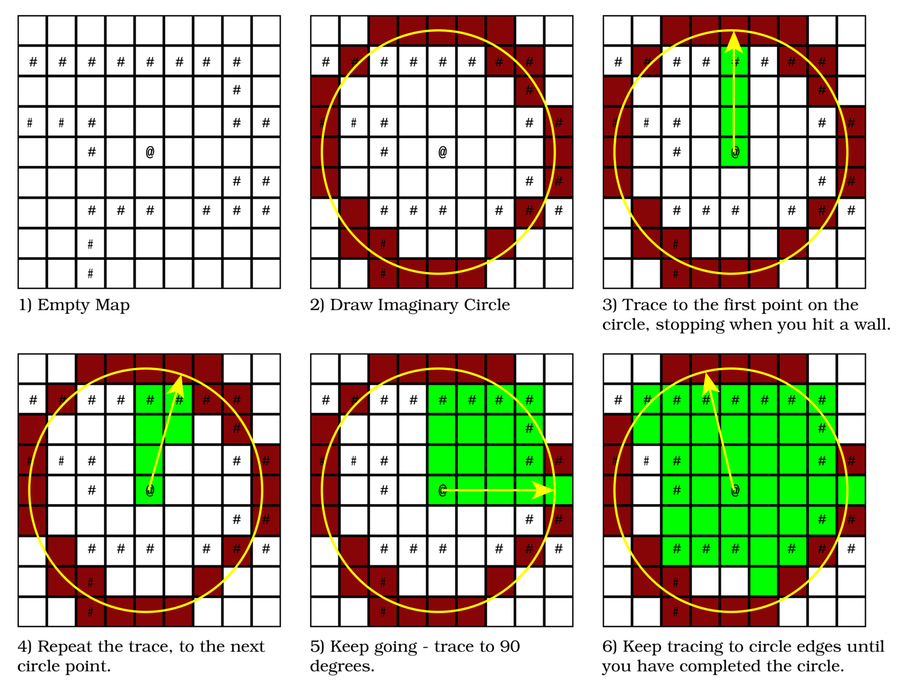 # # # # # # # #
#
# # # # #
# @
# #
# # # # # #
#
#
1) Empty Map
# # # # # # # #
#
# # # # #
# @
# #
# # # # # #
#
#
2) Draw Imaginary Circle
# # # # # # # #
#
# # # # #
# @
# #
# # # # # #
#
#
3) Trace to the first point on the
circle, stopping when you hit a wall.
# # # # # # # #
#
# # # # #
# @
# #
# # # # # #
#
#
4) Repeat the trace, to the next
circle point.
# # # # # # # #
#
# # # # #
# @
# #
# # # # # #
#
#
5) Keep going - trace to 90
degrees.
# # # # # # # #
#
# # # # #
# @
# #
# # # # # #
#
#
6) Keep tracing to circle edges until
you have completed the circle.